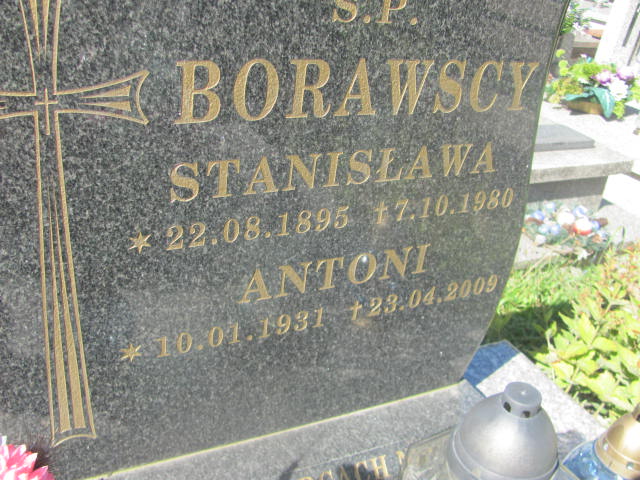 S.P.
BORAWSCY
STANISŁAWA
* 22.08.1895 † 7.10.1980
ANTONI
* 10.01.1931 † 23.04.2009